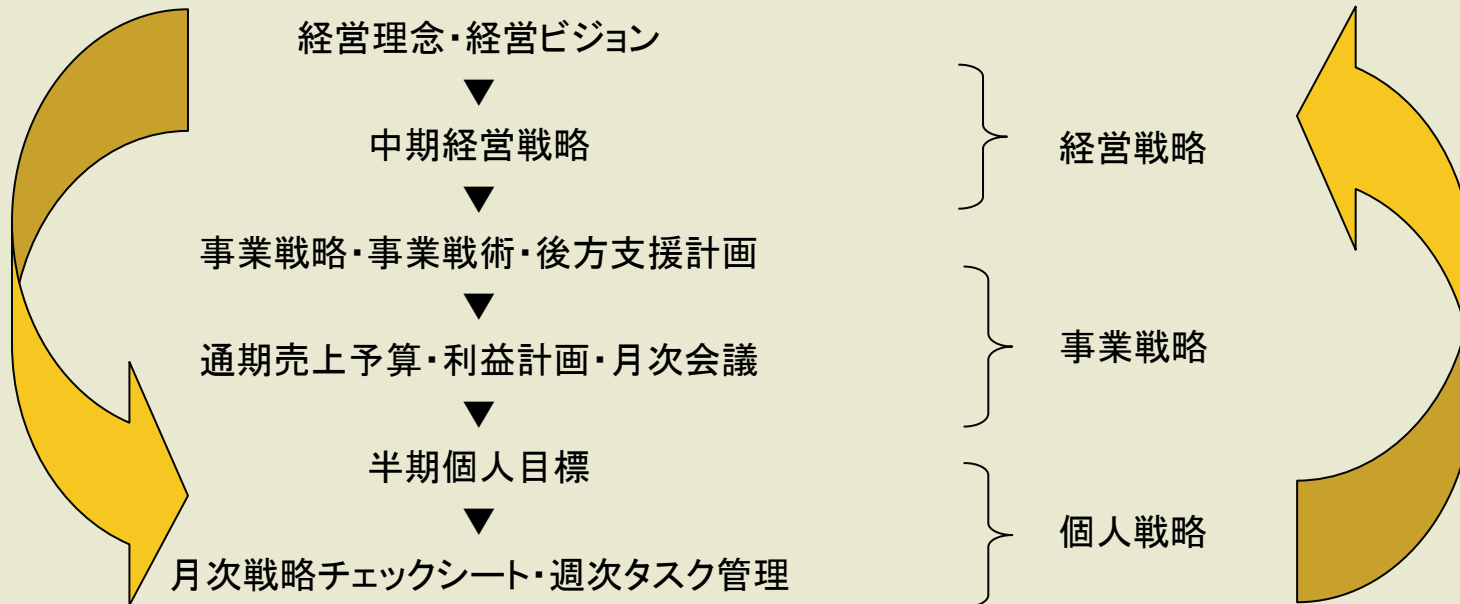 経営理念・経営ビジョン
▼
中期経営戦略
▼
経営戦略
事業戦略・事業戦術・後方支援計画
▼
通期売上予算・利益計画・月次会議
▼
事業戦略
半期個人目標
▼
月次戦略チェックシート・週次タスク管理
個人戦略